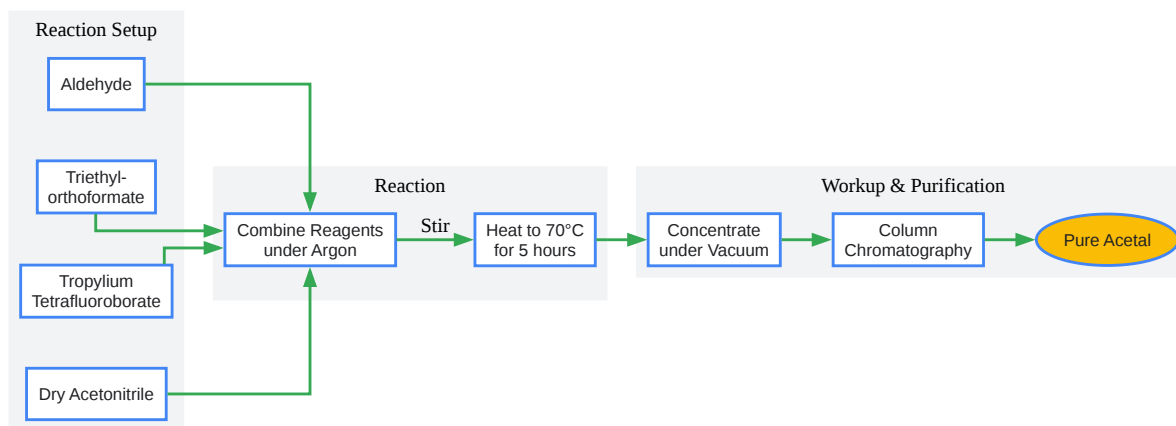 Reaction Setup
Aldehyde
Triethyl-
orthoformate
Tropylium
Tetrafluoroborate
Dry Acetonitrile
Reaction
Combine Reagents
under Argon
Stir
Heat to 70°C
for 5 hours
Workup & Purification
Concentrate
under Vacuum
Column
Chromatography
Pure Acetal